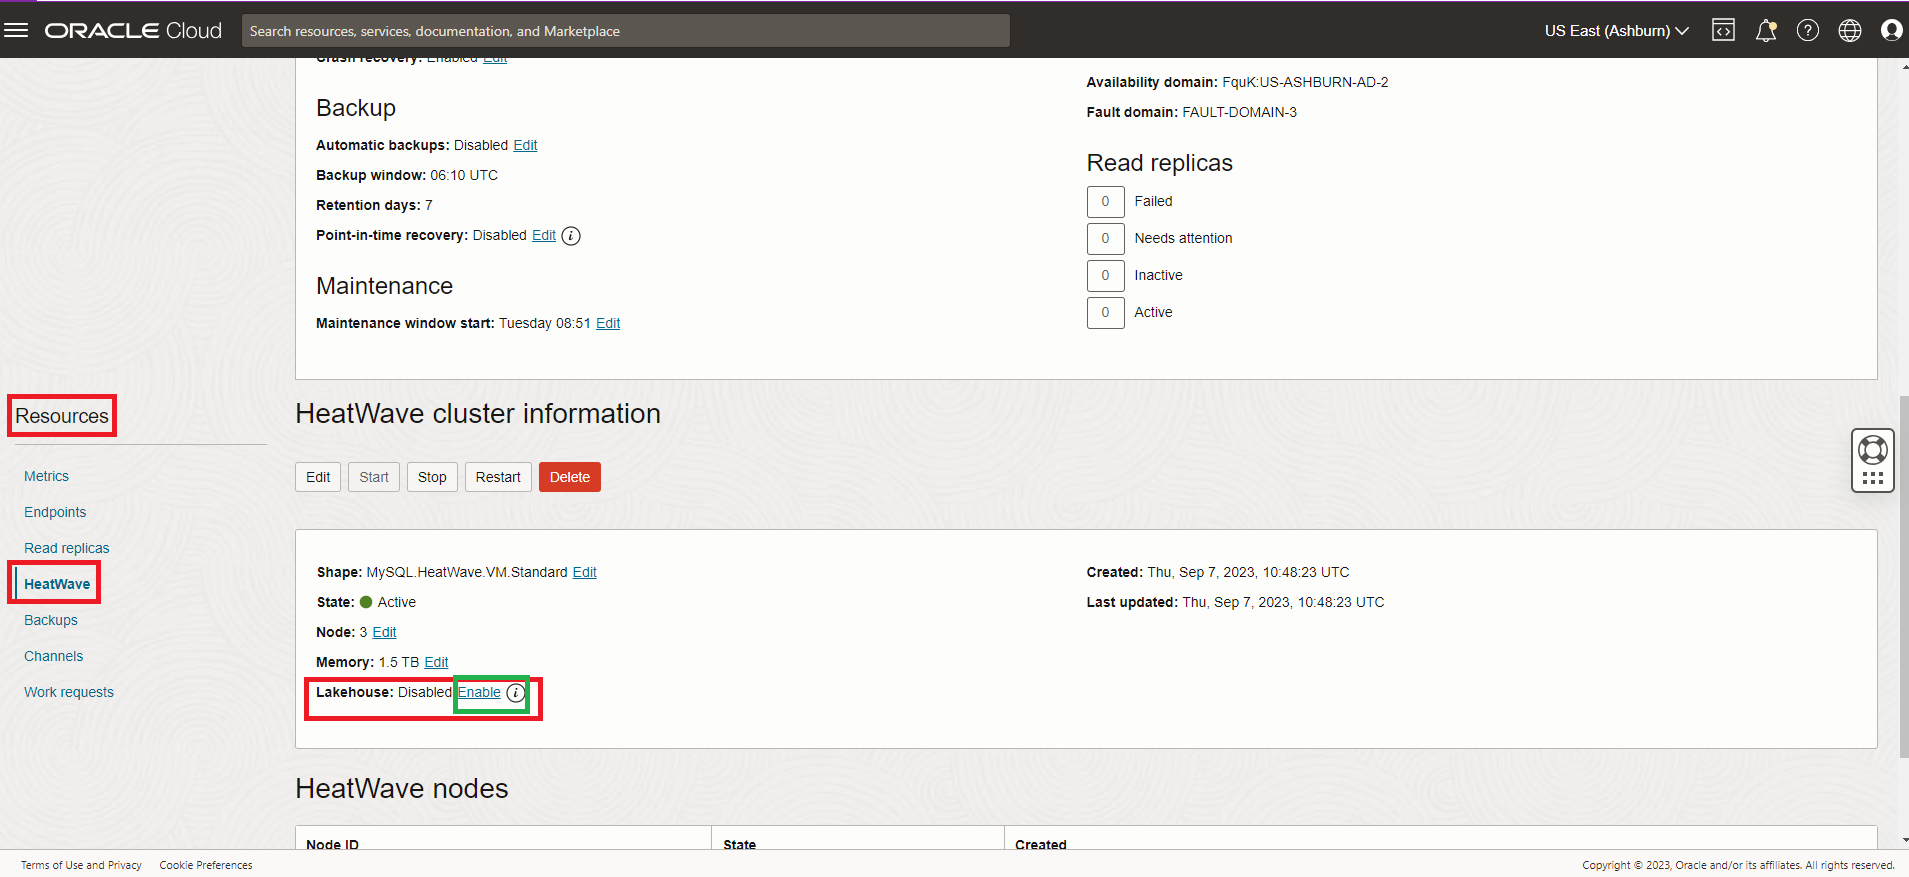 ORACLE Cloud
Search resources, services, documentation, and Marketplace
US East (Ashburn)
Crash recovery: Enabled Edit
Backup
Automatic backups: Disabled Edit
Backup window: 06:10 UTC
Retention days: 7
Point-in-time recovery: Disabled Edit i
Maintenance
Maintenance window start: Tuesday 08:51 Edit
Availability domain: FquK:US-ASHBURN-AD-2
Fault domain: FAULT-DOMAIN-3
Read replicas
0 Failed
0 Needs attention
0 Inactive
0 Active
Resources
Metrics
Endpoints
Read replicas
HeatWave
Backups
Channels
Work requests
HeatWave cluster information
Edit Start Stop Restart Delete
Shape: MySQL.HeatWave.VM.Standard Edit
State: Active
Node: 3 Edit
Memory: 1.5 TB Edit
Lakehouse: Disabled Enable i
Created: Thu, Sep 7, 2023, 10:48:23 UTC
Last updated: Thu, Sep 7, 2023, 10:48:23 UTC
HeatWave nodes
Node ID State Created
Terms of Use and Privacy Cookie Preferences
Copyright © 2023, Oracle and/or its affiliates. All rights reserved.